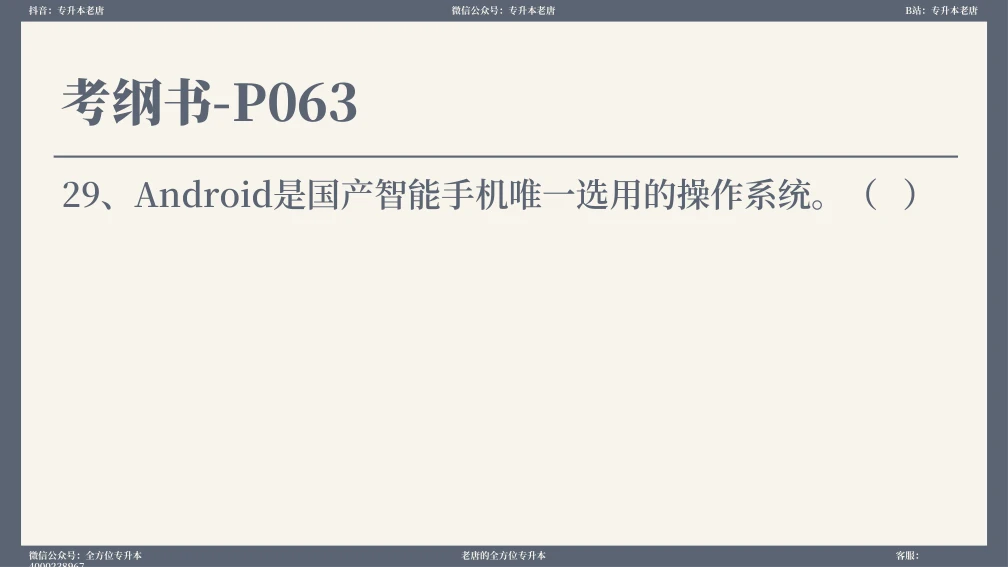 抖音：专升本老唐
微信公众号：专升本老唐
B站：专升本老唐
考纲书-P063
29、Android是国产智能手机唯一选用的操作系统。（  ）
微信公众号：全方位专升本
老唐的全方位专升本
客服：
4000238967